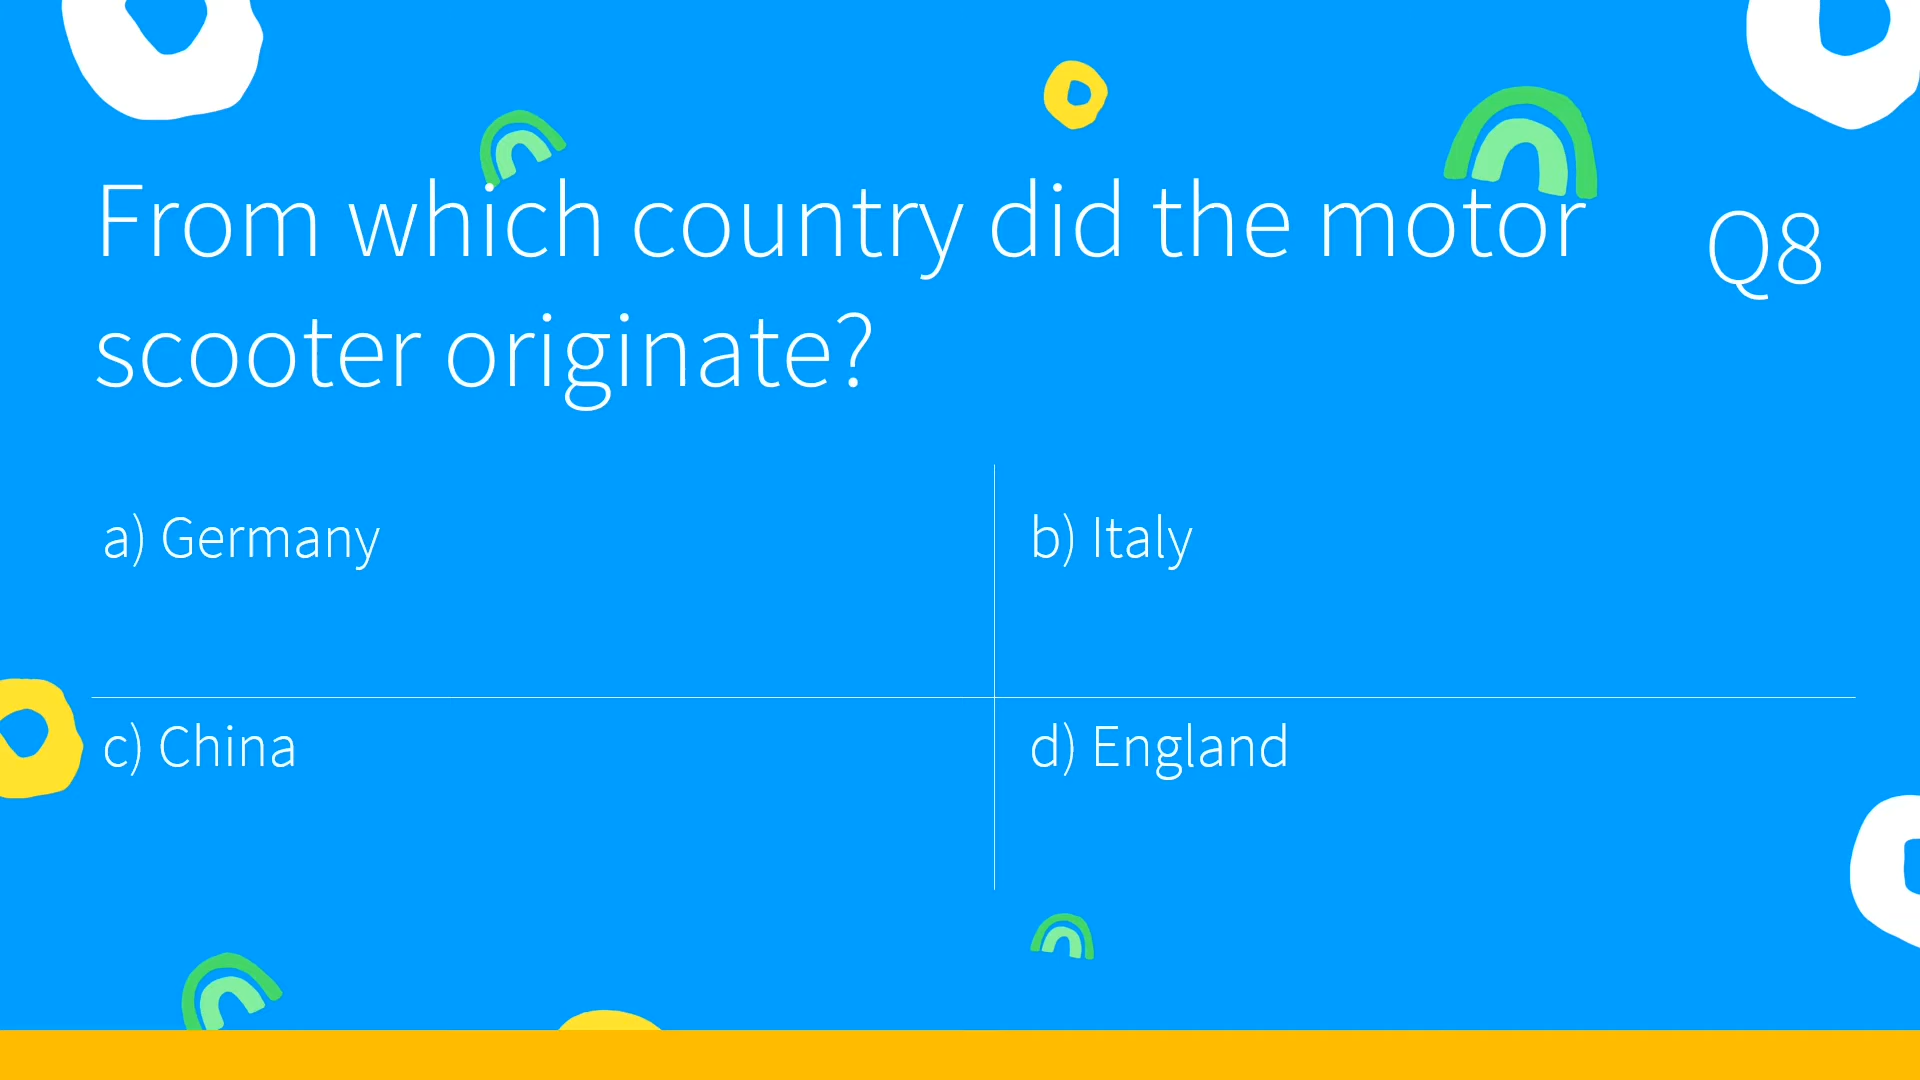 From which country did the motor
scooter originate?
Q8
a) Germany
b) Italy
c) China
d) England